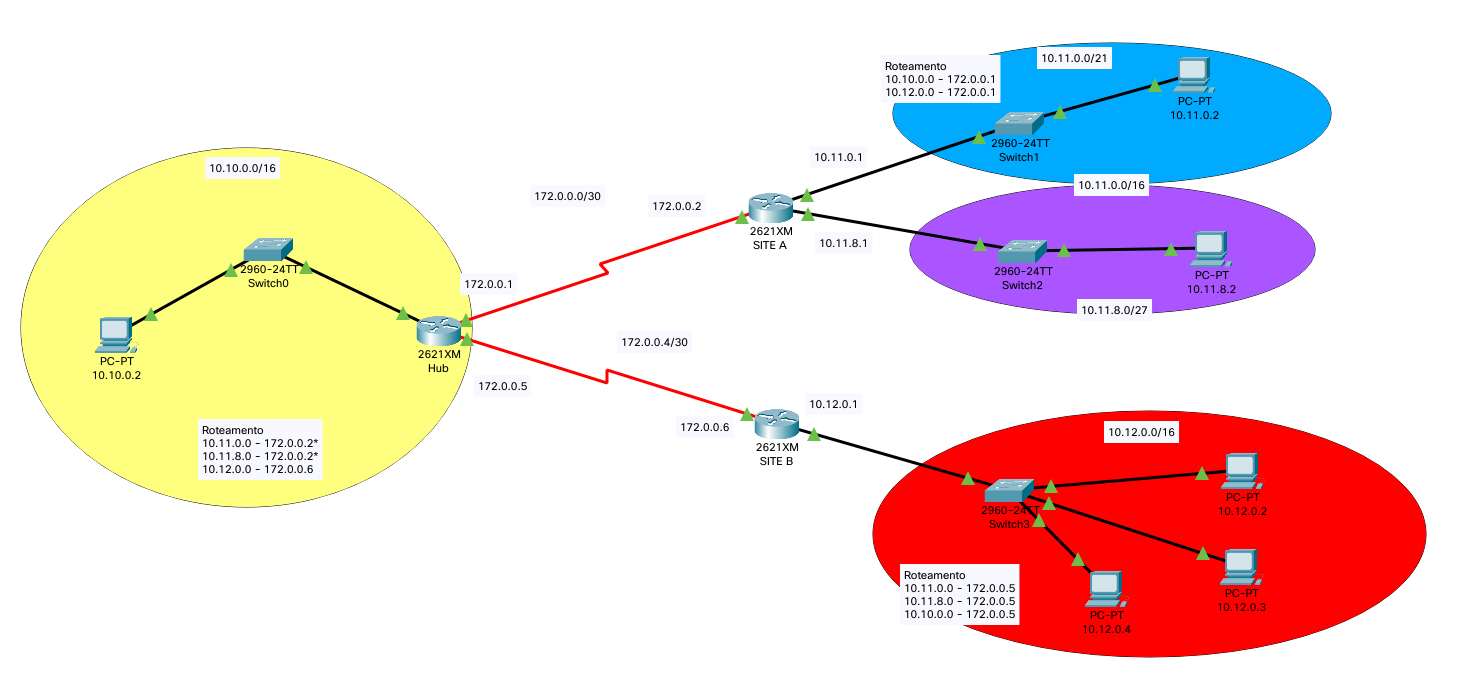 10.10.0.0/16
2960-24TT
Switch0
PC-PT
10.10.0.2
2621XM
Hub
Roteamento
10.11.0.0 - 172.0.0.2*
10.11.8.0 - 172.0.0.2*
10.12.0.0 - 172.0.0.6
172.0.0.1
172.0.0.5
172.0.0.0/30
172.0.0.2
172.0.0.4/30
172.0.0.6
2621XM
SITE A
10.11.0.1
10.11.8.1
Roteamento
10.10.0.0 - 172.0.0.1
10.12.0.0 - 172.0.0.1
10.11.0.0/21
PC-PT
10.11.0.2
2960-24TT
Switch1
10.11.0.0/16
2960-24TT
Switch2
PC-PT
10.11.8.2
10.11.8.0/27
10.12.0.1
2621XM
SITE B
10.12.0.0/16
2960-24TT
Switch3
PC-PT
10.12.0.2
PC-PT
10.12.0.3
PC-PT
10.12.0.4
Roteamento
10.11.0.0 - 172.0.0.5
10.11.8.0 - 172.0.0.5
10.10.0.0 - 172.0.0.5